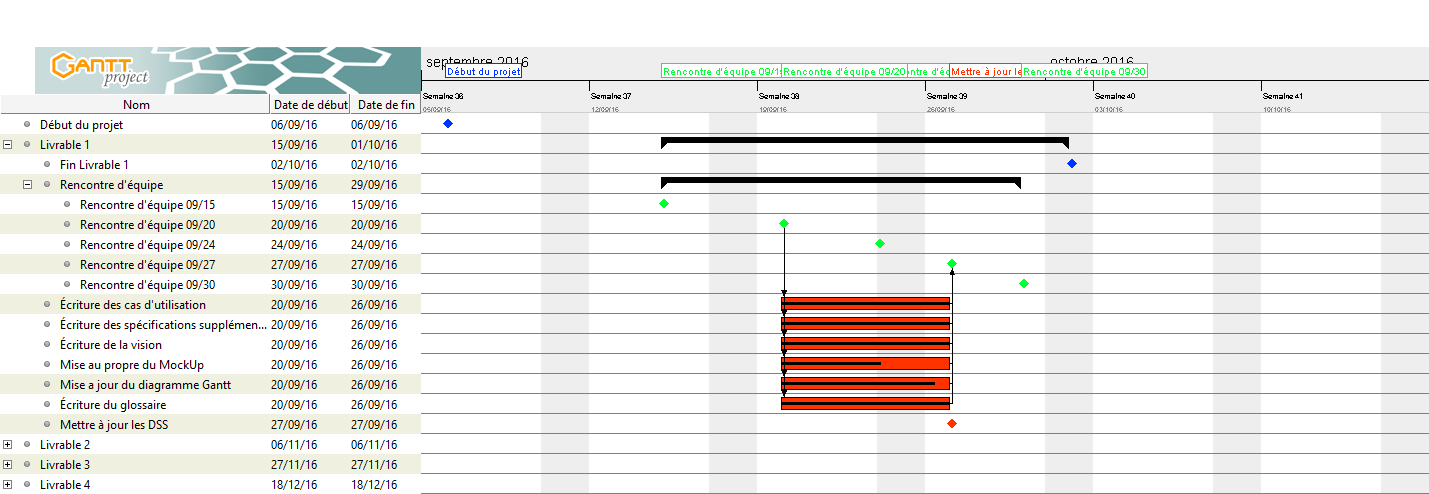 GANTT
project
septembre 2016
octobre 2016
Début du projet
Rencontre d'équipe 09/1
Rencontre d'équipe 09/20
Mettre à jour le
Rencontre d'équipe 09/30
Nom Date de début Date de fin
Semaine 36 Semaine 37 Semaine 38 Semaine 39 Semaine 40 Semaine 41
05/09/16 12/09/16 19/09/16 26/09/16 03/10/16 10/10/16
Début du projet 06/09/16 06/09/16
Livrable 1 15/09/16 01/10/16
Fin Livrable 1 02/10/16 02/10/16
Rencontre d'équipe 15/09/16 29/09/16
Rencontre d'équipe 09/15 15/09/16 15/09/16
Rencontre d'équipe 09/20 20/09/16 20/09/16
Rencontre d'équipe 09/24 24/09/16 24/09/16
Rencontre d'équipe 09/27 27/09/16 27/09/16
Rencontre d'équipe 09/30 30/09/16 30/09/16
Écriture des cas d'utilisation 20/09/16 26/09/16
Écriture des spécifications supplémen... 20/09/16 26/09/16
Écriture de la vision 20/09/16 26/09/16
Mise au propre du MockUp 20/09/16 26/09/16
Mise a jour du diagramme Gantt 20/09/16 26/09/16
Écriture du glossaire 20/09/16 26/09/16
Mettre à jour les DSS 27/09/16 27/09/16
Livrable 2 06/11/16 06/11/16
Livrable 3 27/11/16 27/11/16
Livrable 4 18/12/16 18/12/16